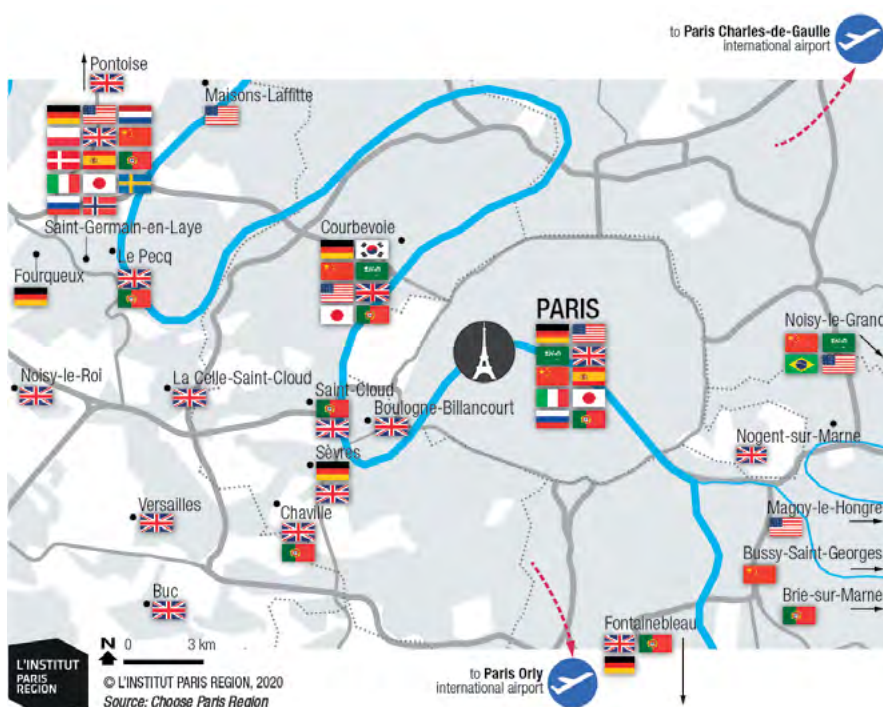 to Paris Charles-de-Gaulle
international airport
Pontoise
Maisons-Laffitte
Saint-Germain-en-Laye
Courbevoie
Le Pecq
Fourqueux
PARIS
Noisy-le-Grand
Noisy-le-Roi
La Celle-Saint-Cloud
Saint-Cloud
Boulogne-Billancourt
Nogent-sur-Marne
Sèvres
Versailles
Chaville
Magny-le-Hongre
Bussy-Saint-Georges
Buc
Brie-sur-Marne
Fontainebleau
N
0 3 km
L'INSTITUT
PARIS
REGION
© L'INSTITUT PARIS REGION, 2020
Source: Choose Paris Region
to Paris Orly
international airport